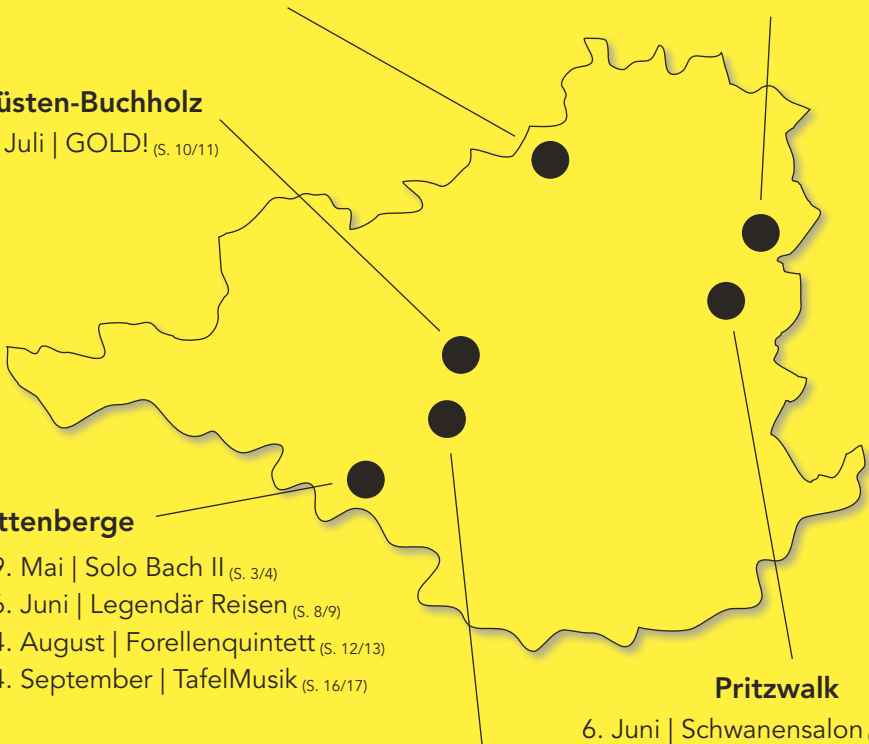 üsten-Buchholz
Juli | GOLD! (S. 10/11)
ttenberge
9. Mai | Solo Bach II (S. 3/4)
6. Juni | Legendär Reisen (S. 8/9)
4. August | Forellenquintett (S. 12/13)
4. September | TafelMusik (S. 16/17)
Pritzwalk
6. Juni | Schwanensalon